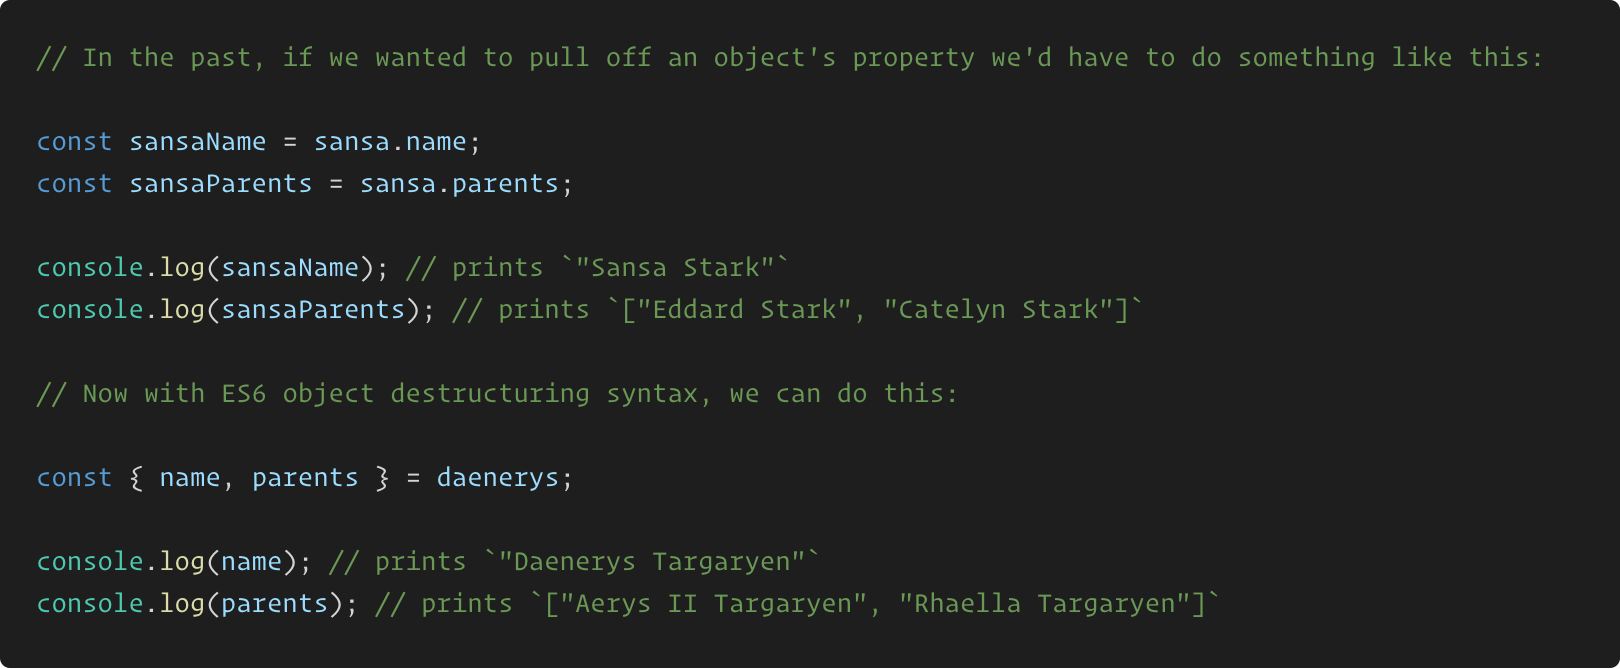 // In the past, if we wanted to pull off an object's property we'd have to do something like this:
const sansaName = sansa.name;
const sansaParents = sansa.parents;
console.log(sansaName); // prints `"Sansa Stark"`
console.log(sansaParents); // prints `["Eddard Stark", "Catelyn Stark"]`
// Now with ES6 object destructuring syntax, we can do this:
const { name, parents } = daenerys;
console.log(name); // prints `"Daenerys Targaryen"`
console.log(parents); // prints `["Aerys II Targaryen", "Rhaella Targaryen"]`